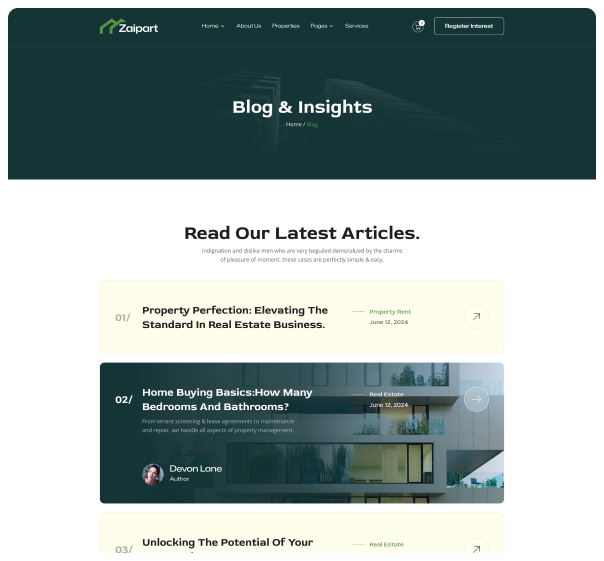 Zaipart
Home
About Us
Properties
Pages
Services
Register Interest
Blog & Insights
Home / Blog
Read Our Latest Articles.
Indignation and dislike men who are very beguiled demoralized by the charms
of pleasure of moment. these cases are perfectly simple & easy.
01/
Property Perfection: Elevating The
Standard In Real Estate Business.
Property Rent
June 12, 2024
02/
Home Buying Basics:How Many
Bedrooms And Bathrooms?
From tenant screening & lease agreements to maintenance
and repair, we handle all aspects of property management.
Real Estate
June 12, 2024
Devon Lane
Author
03/
Unlocking The Potential Of Your
Real Estate